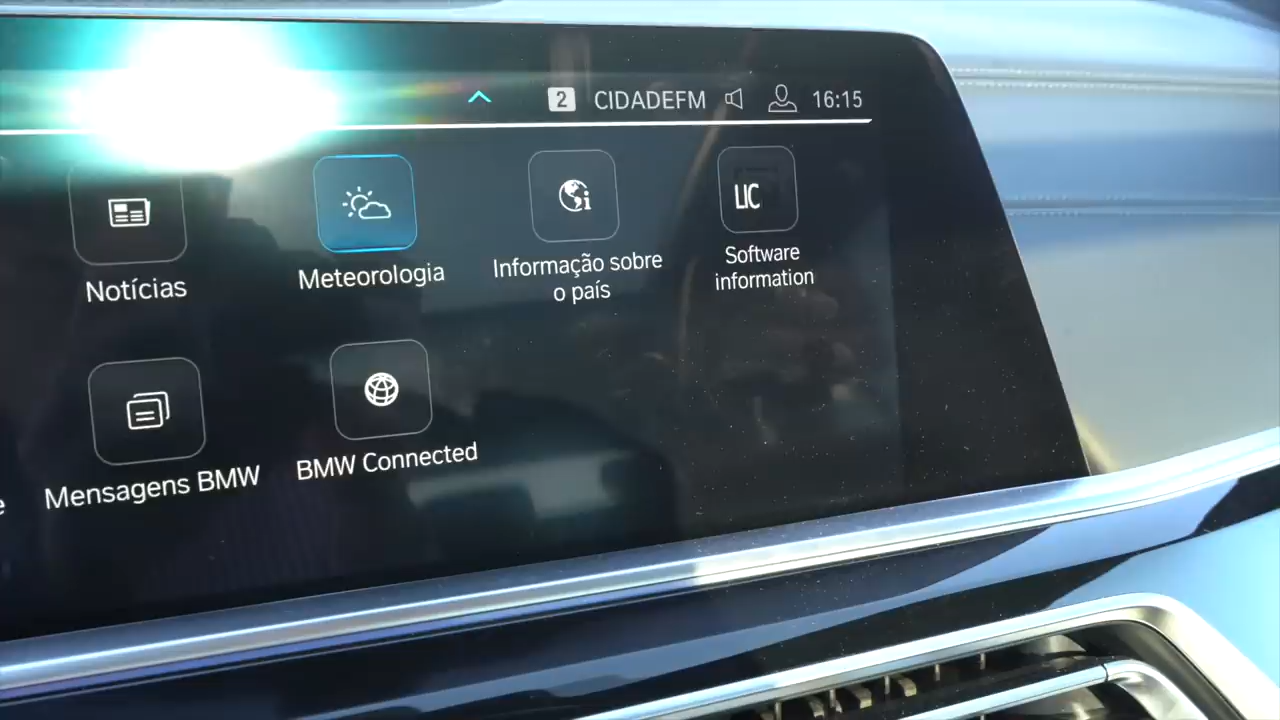 2 CIDADEFM 16:15
Notícias
Meteorologia
Informação sobre
o país
LIC
Software
information
Mensagens BMW
BMW Connected